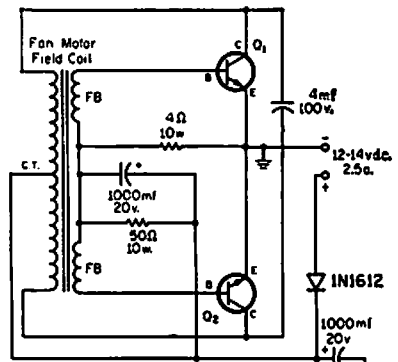 Fan Motor
Field Coil
C
Q1
B
E
FB
4Ω
10w
4mf
100v.
C.T.
+
1000mf
20v.
-
12-14vdc.
2.5a.
+
50Ω
10w.
FB
E
B
Q2
C
1N1612
1000mf
20v
+